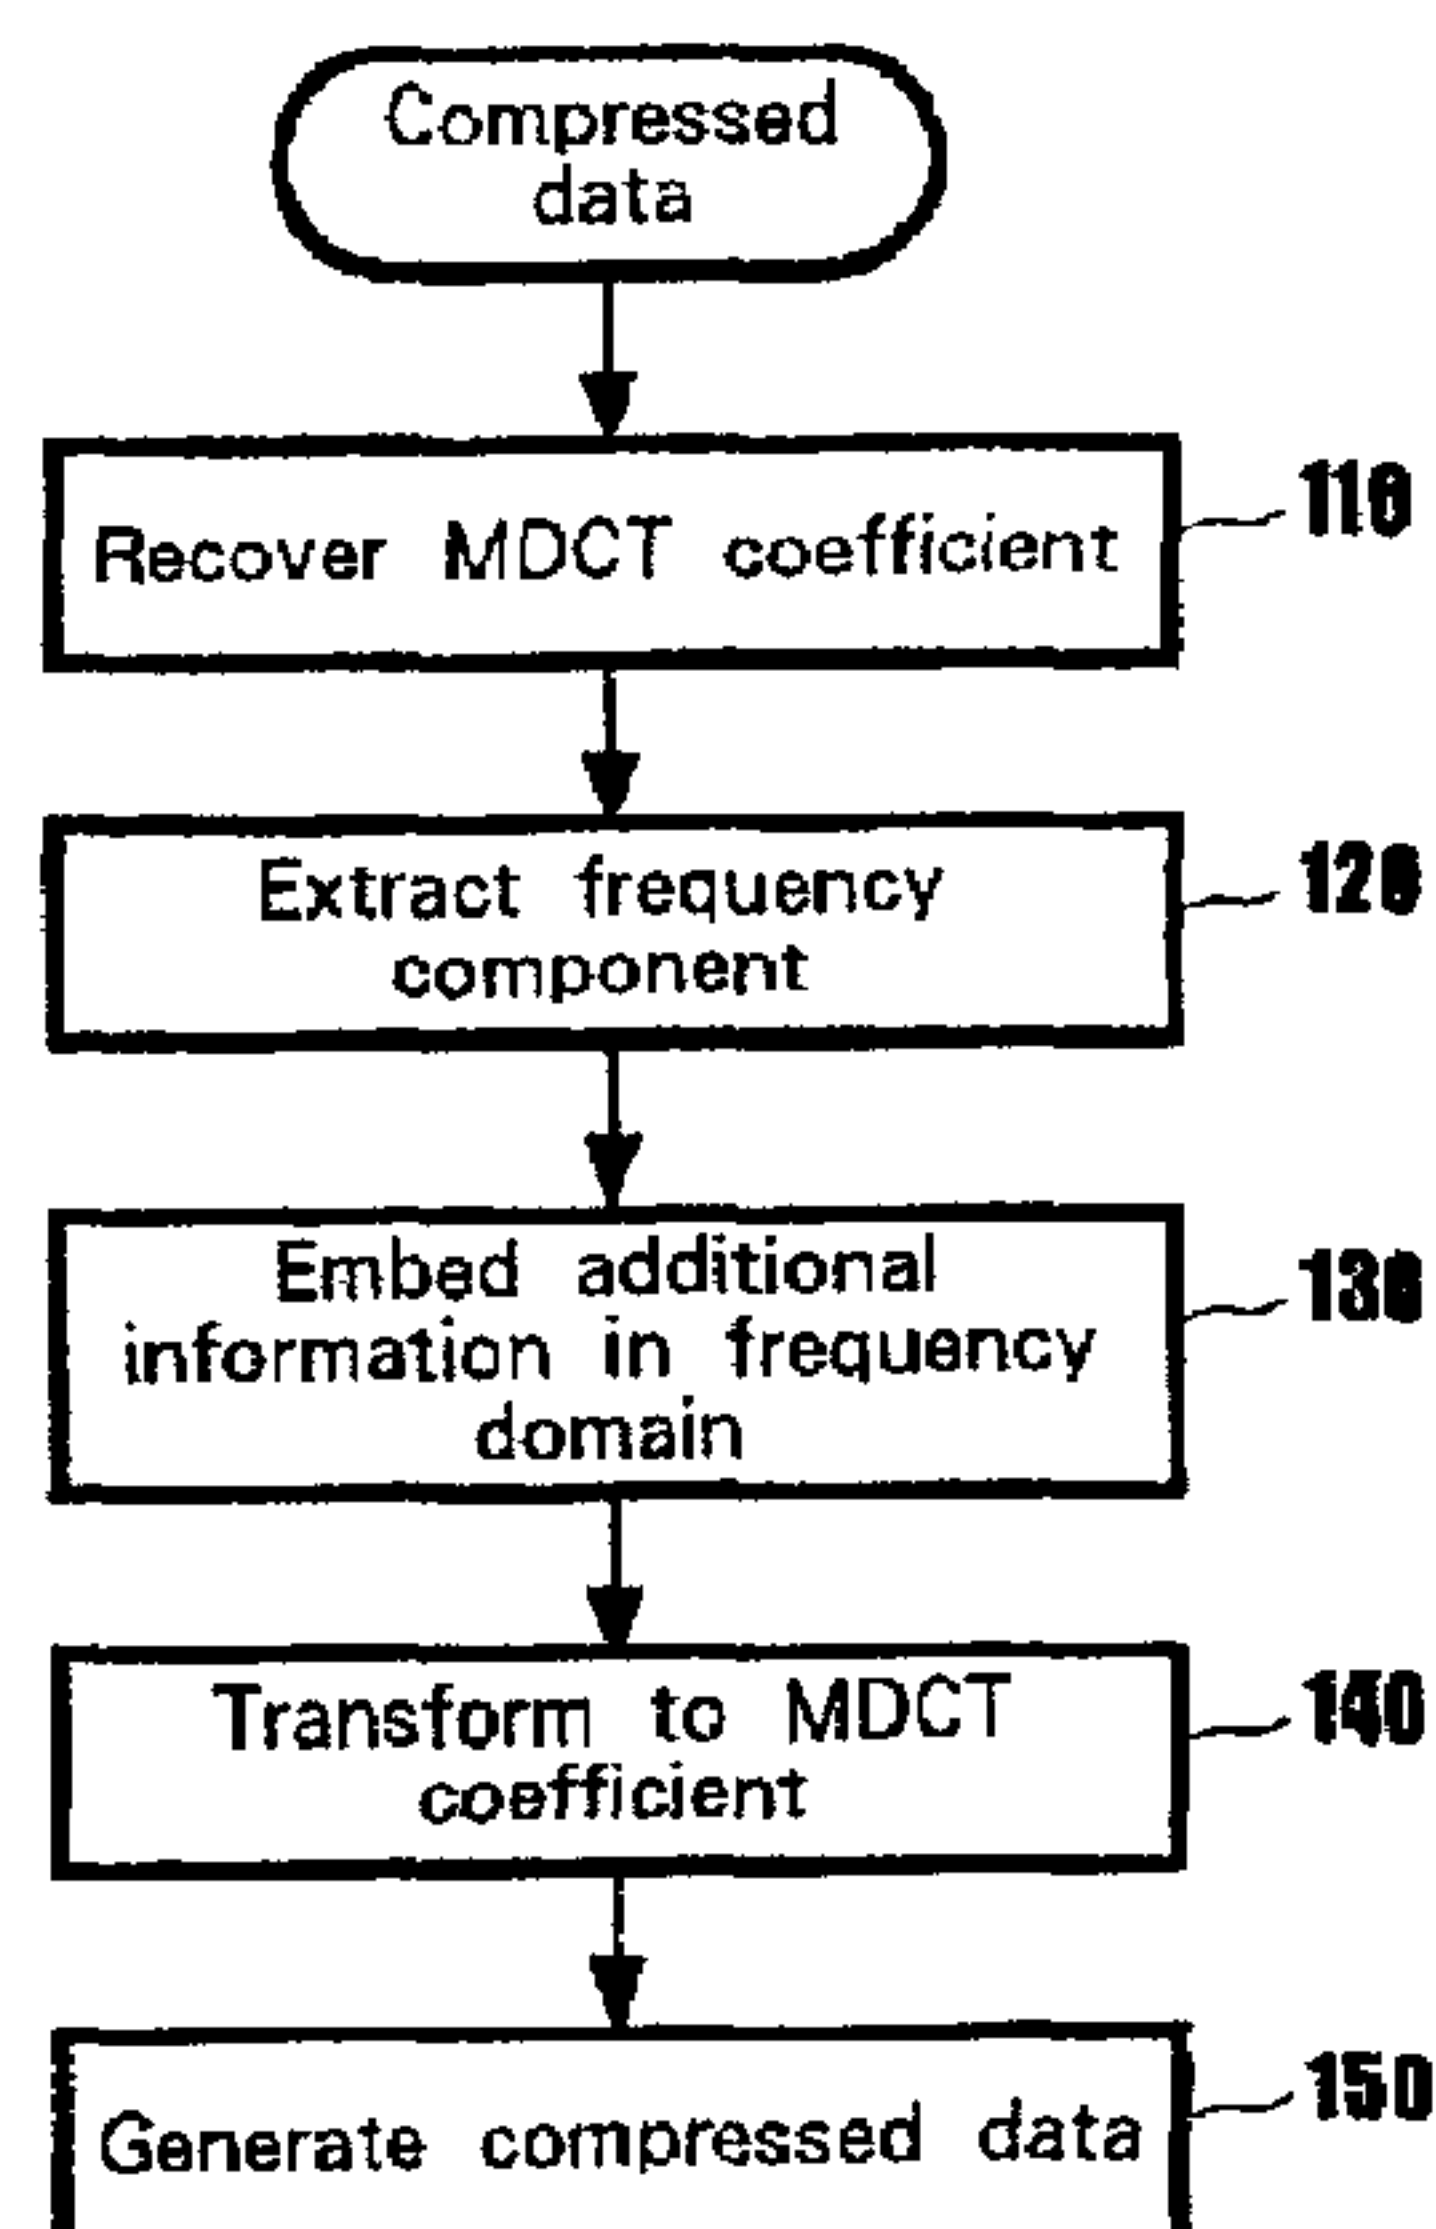 Compressed
data
Recover MDCT coefficient
110
Extract frequency
component
120
Embed additional
information in frequency
domain
130
Transform to MDCT
coefficient
140
Generate compressed data
150